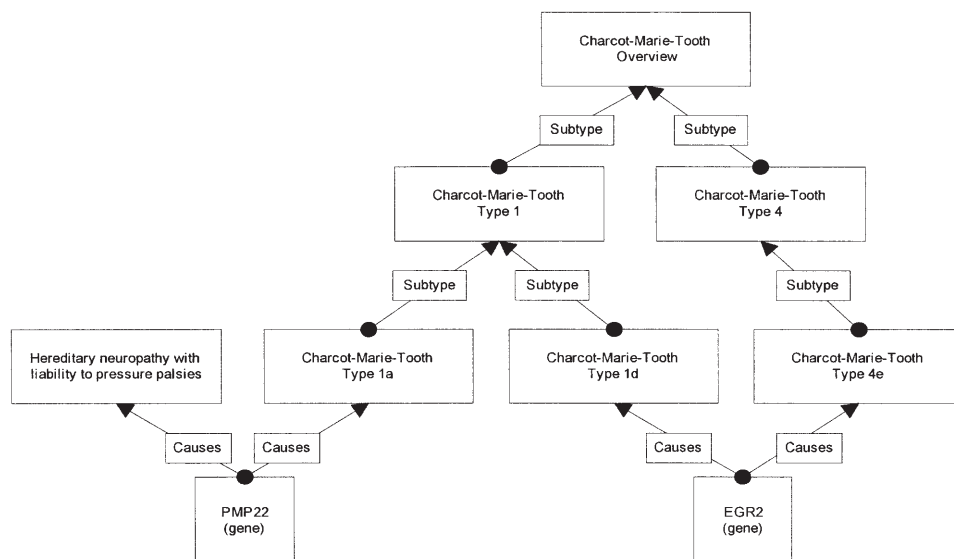 Charcot-Marie-Tooth
Overview
Subtype
Subtype
Charcot-Marie-Tooth
Type 1
Charcot-Marie-Tooth
Type 4
Subtype
Subtype
Subtype
Hereditary neuropathy with
liability to pressure palsies
Charcot-Marie-Tooth
Type 1a
Charcot-Marie-Tooth
Type 1d
Charcot-Marie-Tooth
Type 4e
Causes
Causes
Causes
Causes
PMP22
(gene)
EGR2
(gene)